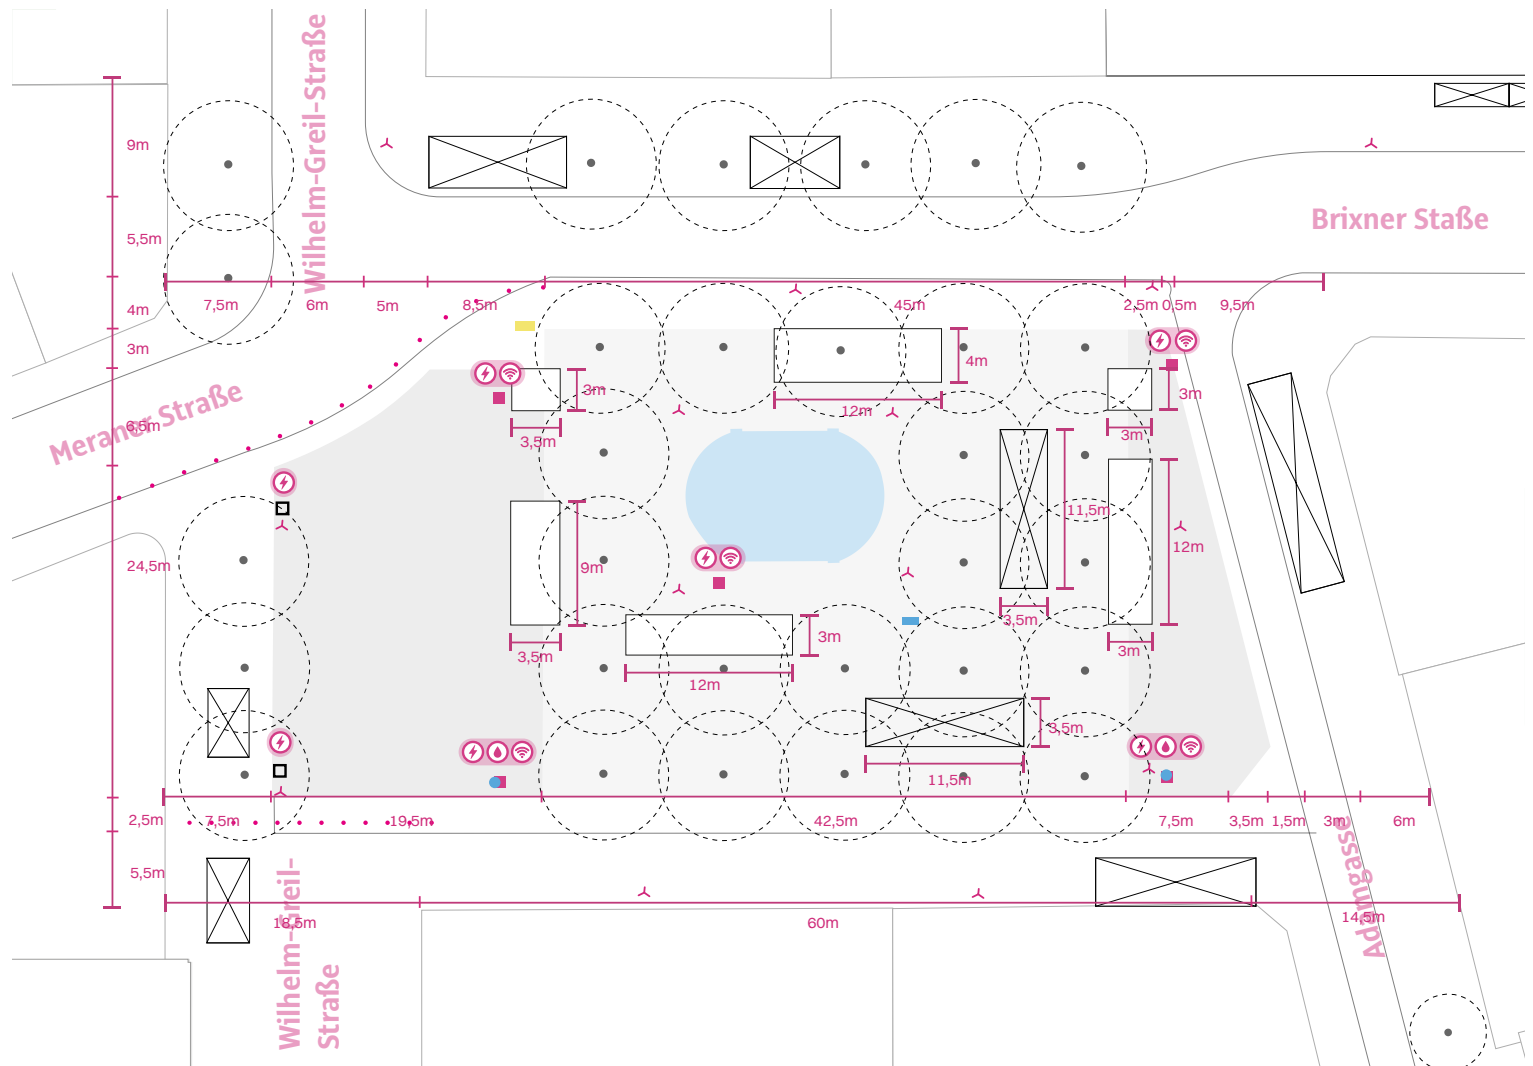 Wilhelm-Greil-Straße
9m
Brixner Staße
5,5m
7,5m
6m
5m
8,5m
45m
2,5m
0,5m
9,5m
4m
3m
4m
3m
3m
12m
3,5m
3m
Meraner Straße
6,5m
11,5m
12m
24,5m
9m
3,5m
3m
3m
3,5m
12m
3,5m
11,5m
2,5m
7,5m
19,5m
42,5m
7,5m
3,5m
1,5m
3m
6m
5,5m
Adamgasse
18,5m
60m
14,5m
Wilhelm-Greil-
Straße